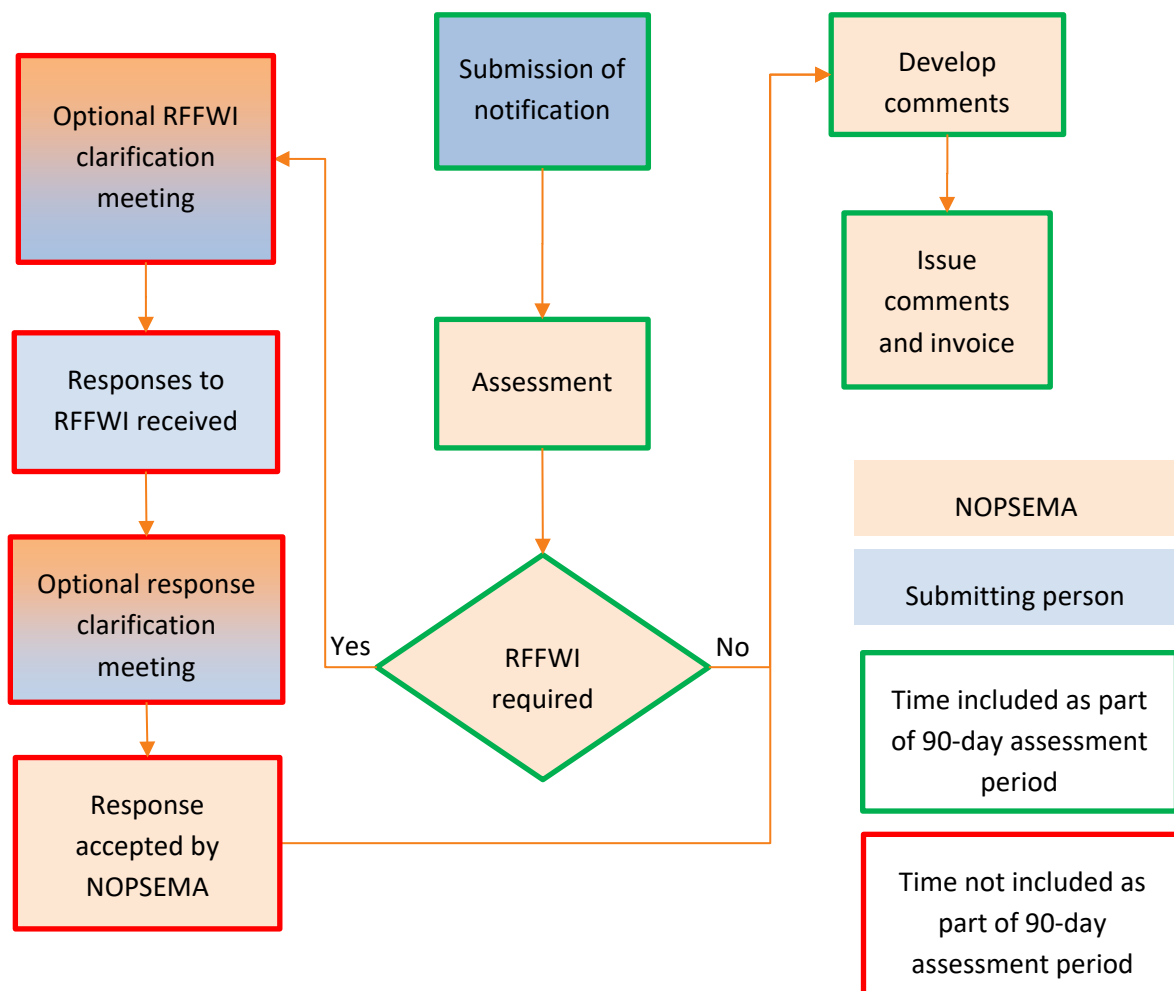 Optional RFFWI
clarification
meeting
Responses to
RFFWI received
Optional response
clarification
meeting
Response
accepted by
NOPSEMA
Submission of
notification
Assessment
RFFWI
required
Yes
No
Develop
comments
Issue
comments
and invoice
NOPSEMA
Submitting person
Time included as part
of 90-day assessment
period
Time not included as
part of 90-day
assessment period